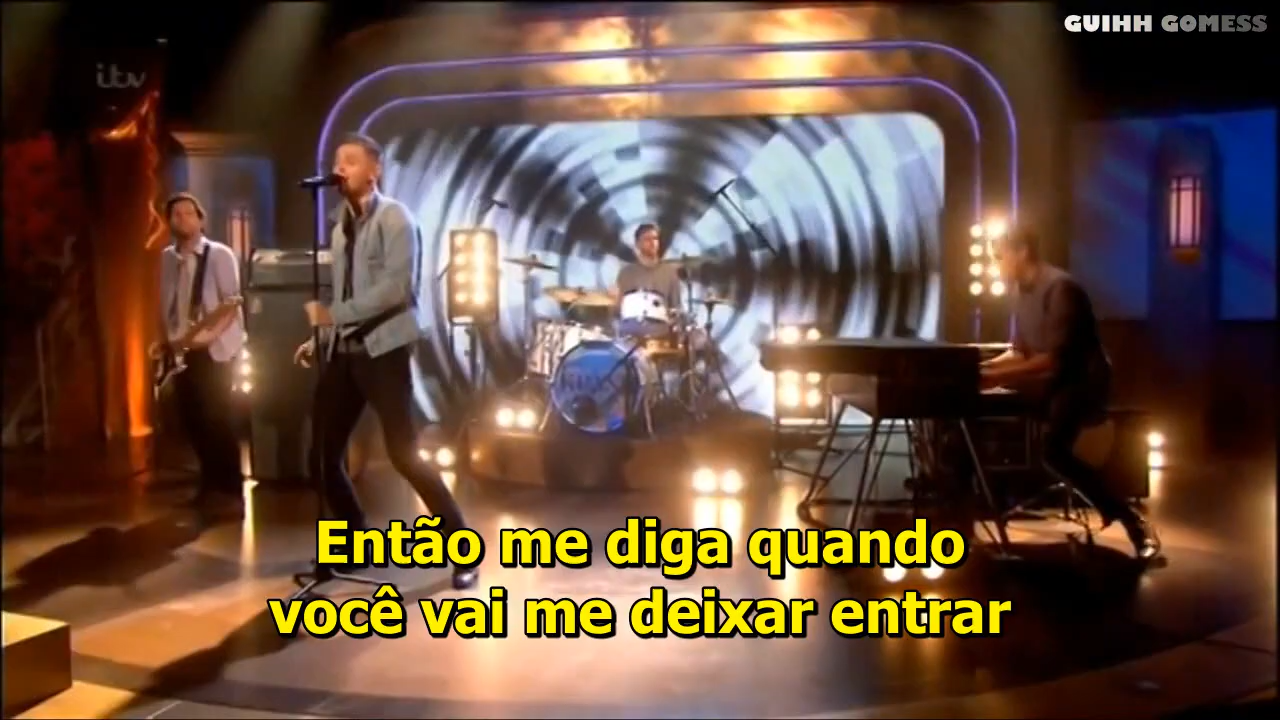 GUIHH GOMESS
itv
Então me diga quando
você vai me deixar entrar